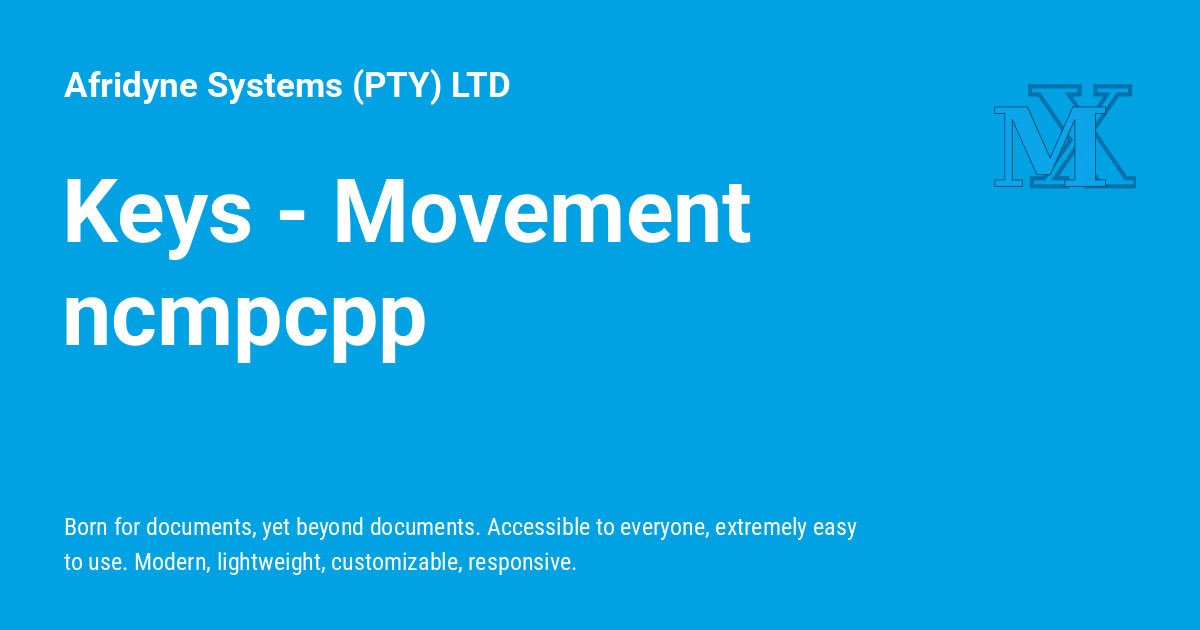 Afridyne Systems (PTY) LTD
MX
Keys - Movement
ncmpcpp
Born for documents, yet beyond documents. Accessible to everyone, extremely easy
to use. Modern, lightweight, customizable, responsive.